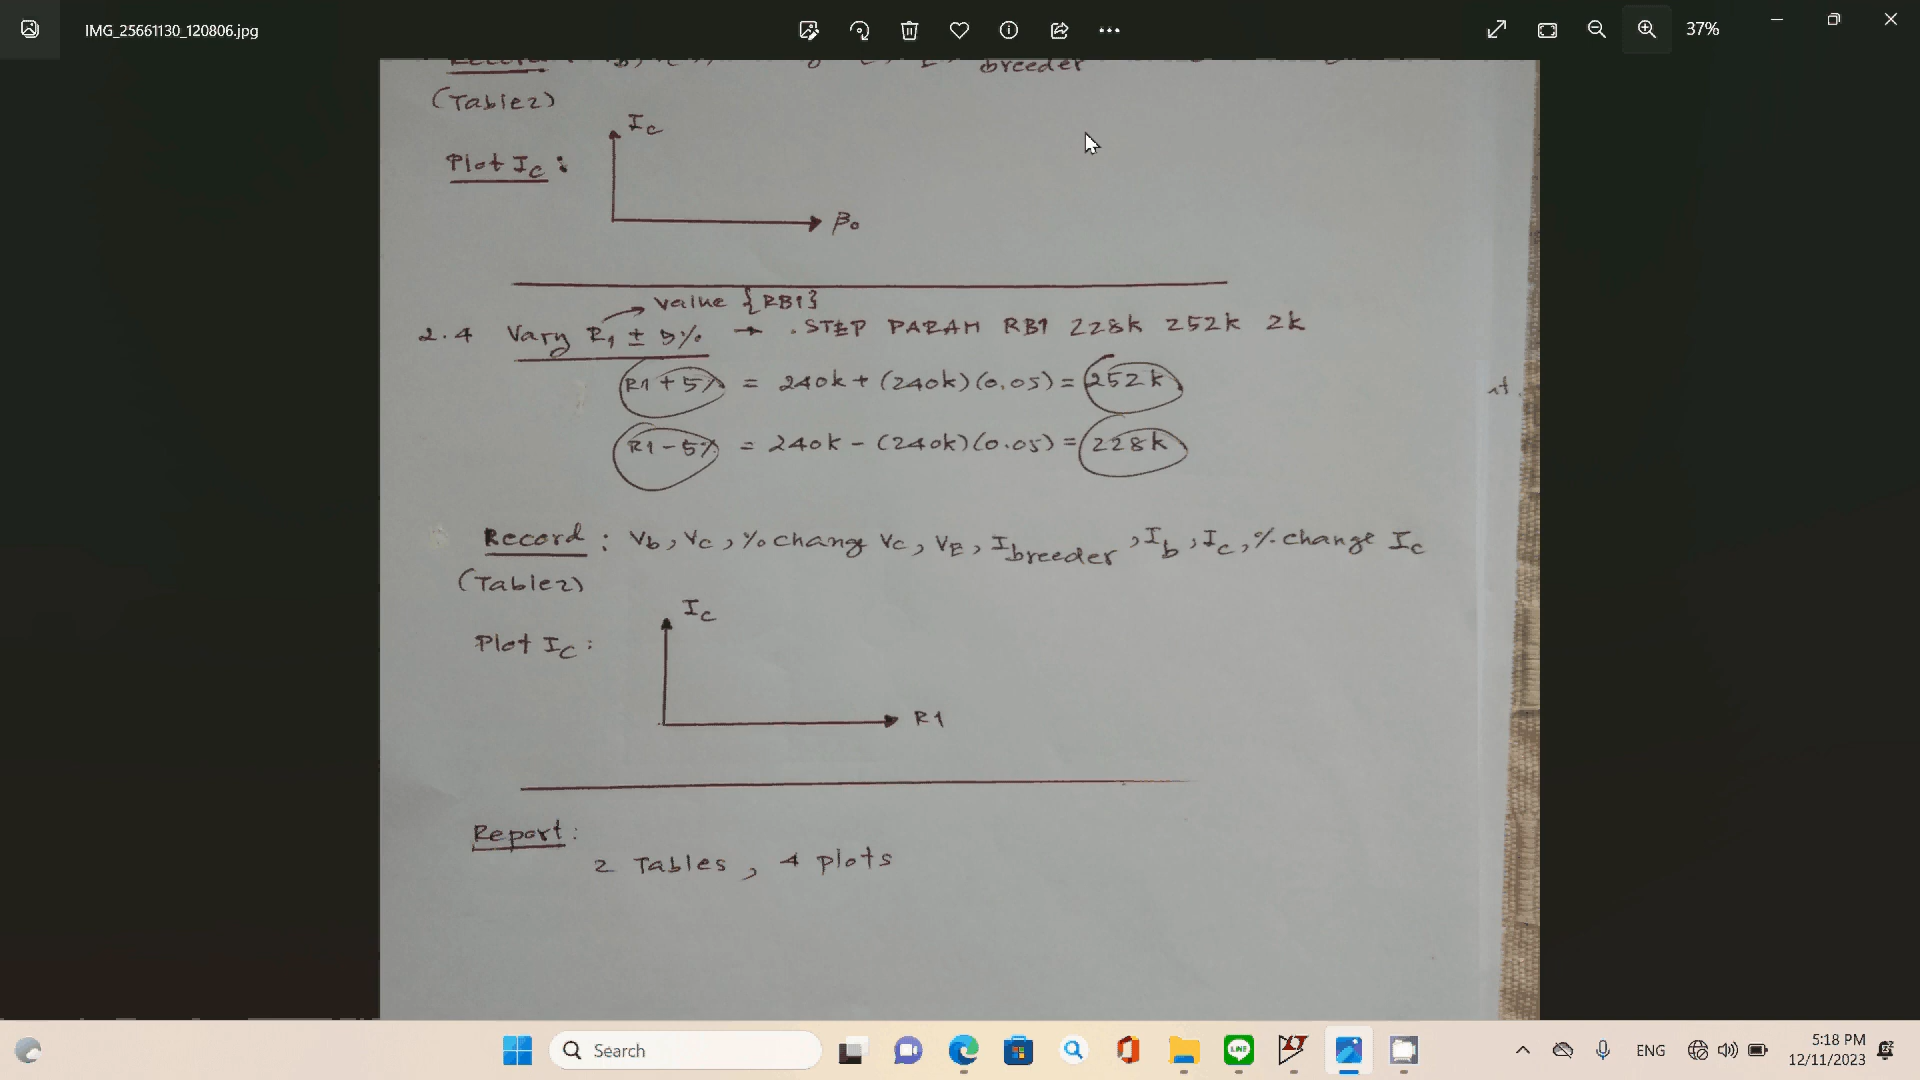 IMG_25661130_120806.jpg
37%
breeder
(Table2)
Ic
Plot Ic :
β₀
value {RB1}
2.4 Vary R₁ ± 5% → .STEP PARAM RB1 228k 252k 2k
R1 + 5% = 240k + (240k)(0.05) = 252k
R1 - 5% = 240k - (240k)(0.05) = 228k
Record : Vb, Vc, % change Vc, VE, Ibreeder, Ib, Ic, % change Ic
(Table2)
Ic
Plot Ic :
R1
Report :
2 Tables, 4 plots
Search
LINE
ENG
5:18 PM
12/11/2023